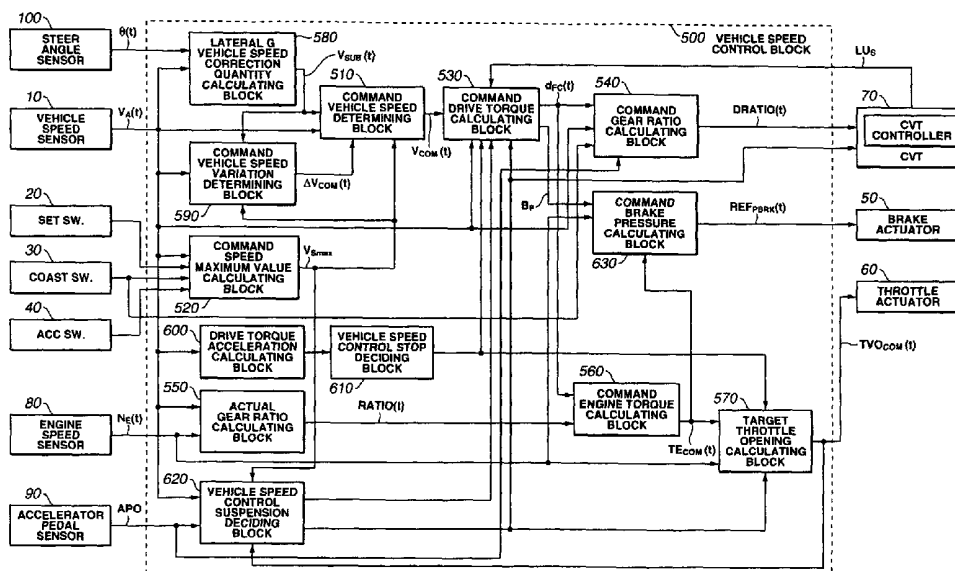 100
STEER
ANGLE
SENSOR
θ(t)
10
VEHICLE
SPEED
SENSOR
VA(t)
20
SET SW.
30
COAST SW.
40
ACC SW.
80
ENGINE
SPEED
SENSOR
NE(t)
90
ACCELERATOR
PEDAL
SENSOR
APO
580
LATERAL G
VEHICLE SPEED
CORRECTION
QUANTITY
CALCULATING
BLOCK
VSUB(t)
510
COMMAND
VEHICLE SPEED
DETERMINING
BLOCK
VCOM(t)
COMMAND
VEHICLE SPEED
VARIATION
DETERMINING
BLOCK
590
ΔVCOM(t)
COMMAND
SPEED
MAXIMUM VALUE
CALCULATING
BLOCK
520
VSMAX
600
DRIVE TORQUE
ACCELERATION
CALCULATING
BLOCK
VEHICLE SPEED
CONTROL STOP
DECIDING
BLOCK
610
550
ACTUAL
GEAR RATIO
CALCULATING
BLOCK
RATIO(t)
620
VEHICLE SPEED
CONTROL
SUSPENSION
DECIDING
BLOCK
500
VEHICLE SPEED
CONTROL BLOCK
530
COMMAND
DRIVE TORQUE
CALCULATING
BLOCK
dFC(t)
540
COMMAND
GEAR RATIO
CALCULATING
BLOCK
DRATIO(t)
LUS
BP
COMMAND
BRAKE
PRESSURE
CALCULATING
BLOCK
630
REFPBRK(t)
560
COMMAND
ENGINE TORQUE
CALCULATING
BLOCK
TECOM(t)
570
TARGET
THROTTLE
OPENING
CALCULATING
BLOCK
70
CVT
CONTROLLER
CVT
50
BRAKE
ACTUATOR
60
THROTTLE
ACTUATOR
TVOCOM(t)